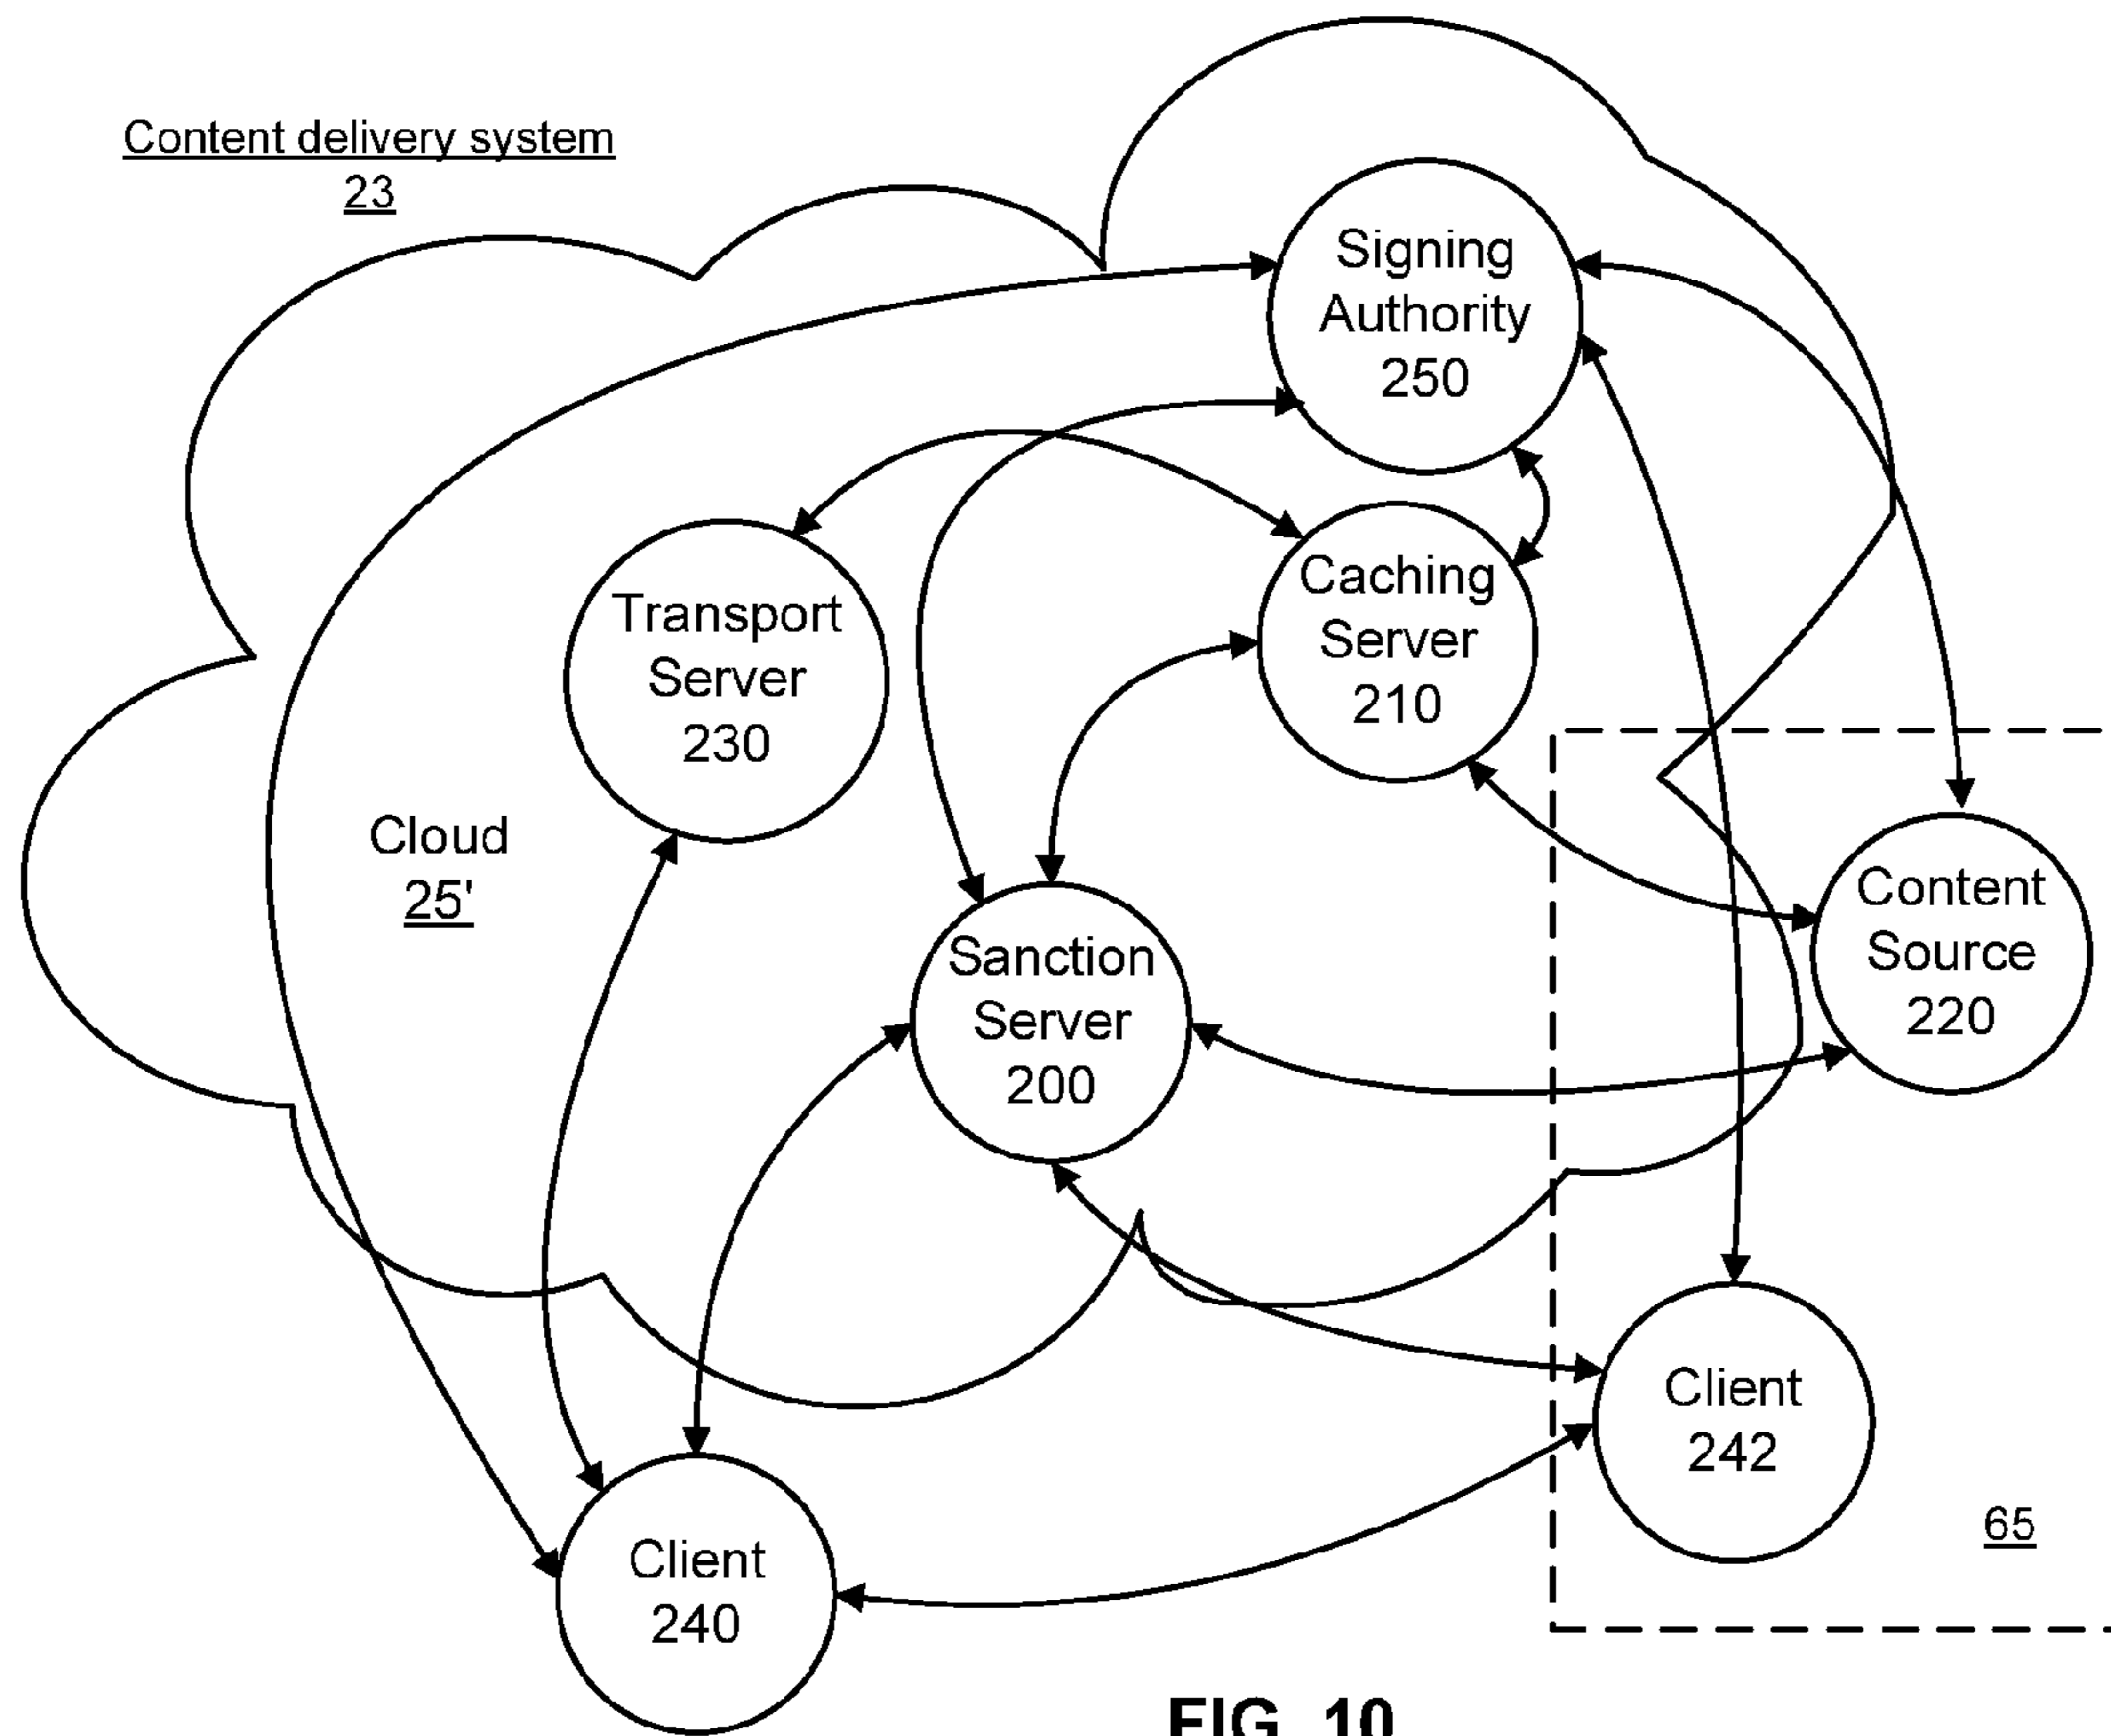 Content delivery system
23
Signing
Authority
250
Caching
Server
210
Transport
Server
230
Cloud
25'
Content
Source
220
Sanction
Server
200
Client
242
65
Client
240
FIG. 10